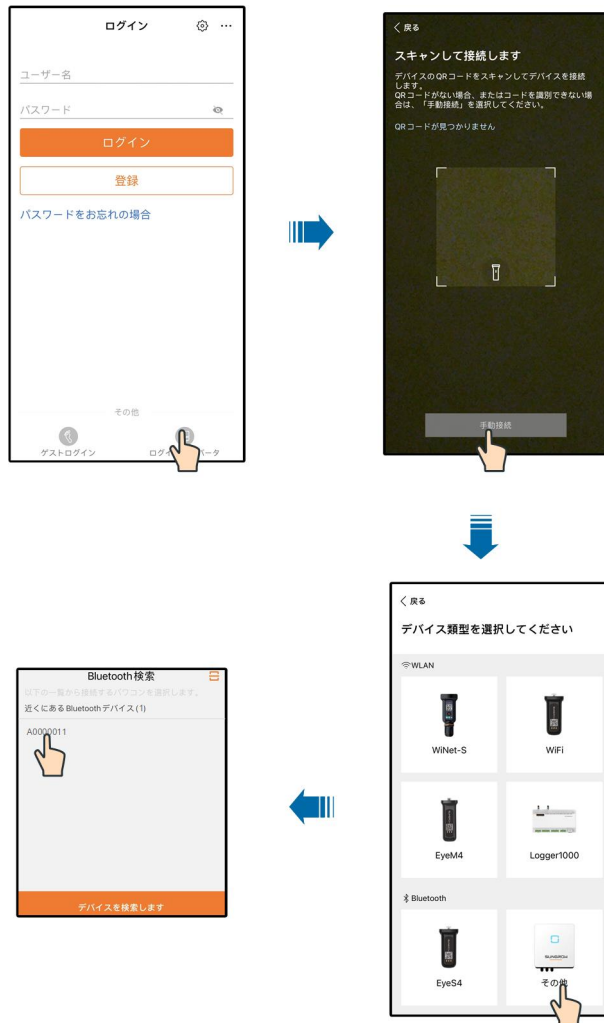 ログイン
ユーザー名
パスワード
ログイン
登録
パスワードをお忘れの場合
その他
ゲストログイン
戻る
スキャンして接続します
デバイスのQRコードをスキャンしてデバイスを接続
します。
QRコードがない場合、またはコードを識別できない場
合は、「手動接続」を選択してください。
QRコードが見つかりません
手動接続
戻る
デバイス類型を選択してください
WLAN
WiNet-S
WiFi
EyeM4
Logger1000
Bluetooth
EyeS4
SUNGROW
その他
Bluetooth検索
以下の一覧から接続するパワコンを選択します。
近くにあるBluetoothデバイス(1)
A0000011
デバイスを検索します